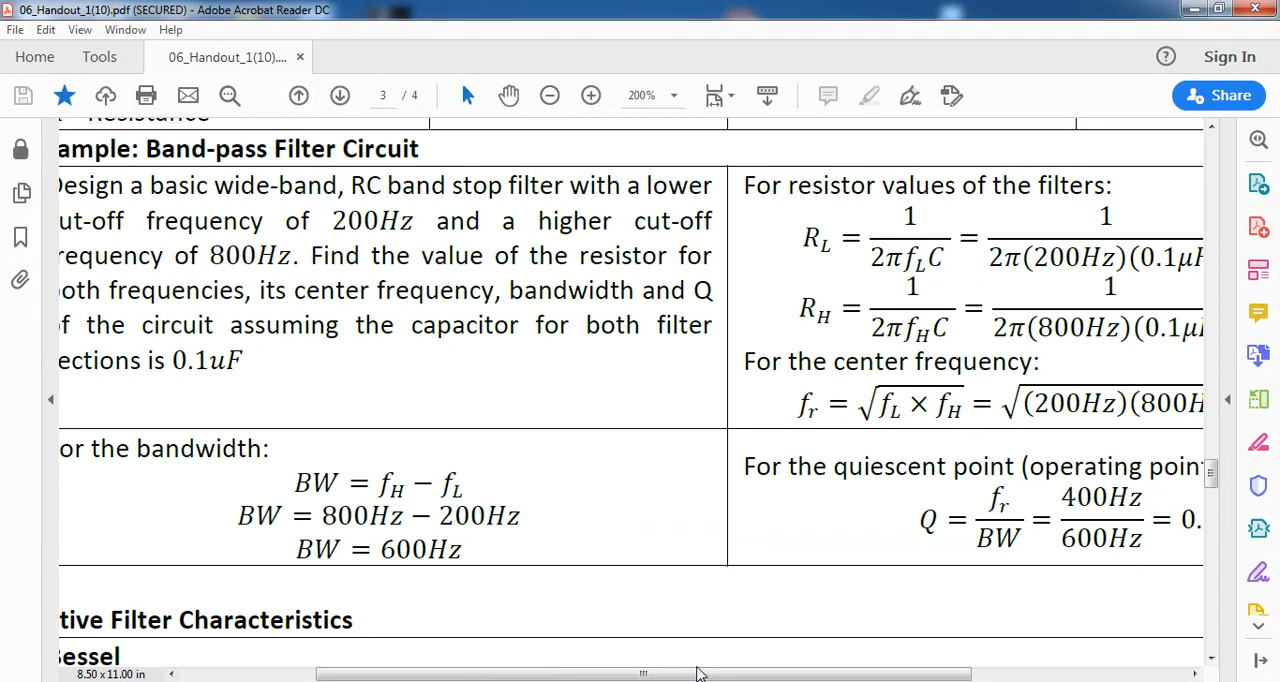 06_Handout_1(10).pdf (SECURED) - Adobe Acrobat Reader DC
File Edit View Window Help
Home Tools 06_Handout_1(10).... × Sign In
3 / 4 200% Share
Resistance
ample: Band-pass Filter Circuit
Design a basic wide-band, RC band stop filter with a lower
ut-off frequency of 200Hz and a higher cut-off
requency of 800Hz. Find the value of the resistor for
oth frequencies, its center frequency, bandwidth and Q
f the circuit assuming the capacitor for both filter
ections is 0.1uF
For resistor values of the filters:
R_L = 1/(2πf_LC) = 1/(2π(200Hz)(0.1μF
R_H = 1/(2πf_HC) = 1/(2π(800Hz)(0.1μF
For the center frequency:
f_r = √(f_L × f_H) = √(200Hz)(800H
or the bandwidth:
BW = f_H − f_L
BW = 800Hz − 200Hz
BW = 600Hz
For the quiescent point (operating poin
Q = f_r/BW = 400Hz/600Hz = 0.
tive Filter Characteristics
Bessel
8.50 x 11.00 in